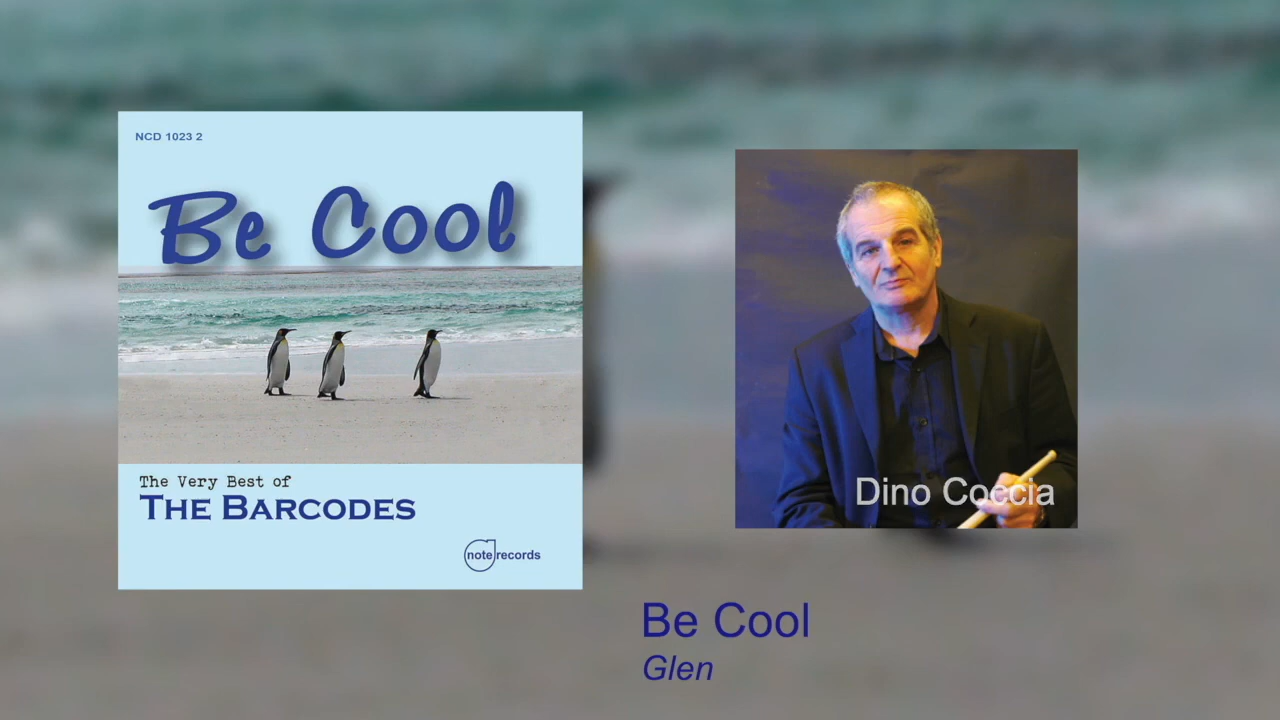 NCD 1023 2
Be Cool
The Very Best of
THE BARCODES
note records
Dino Coccia
Be Cool
Glen